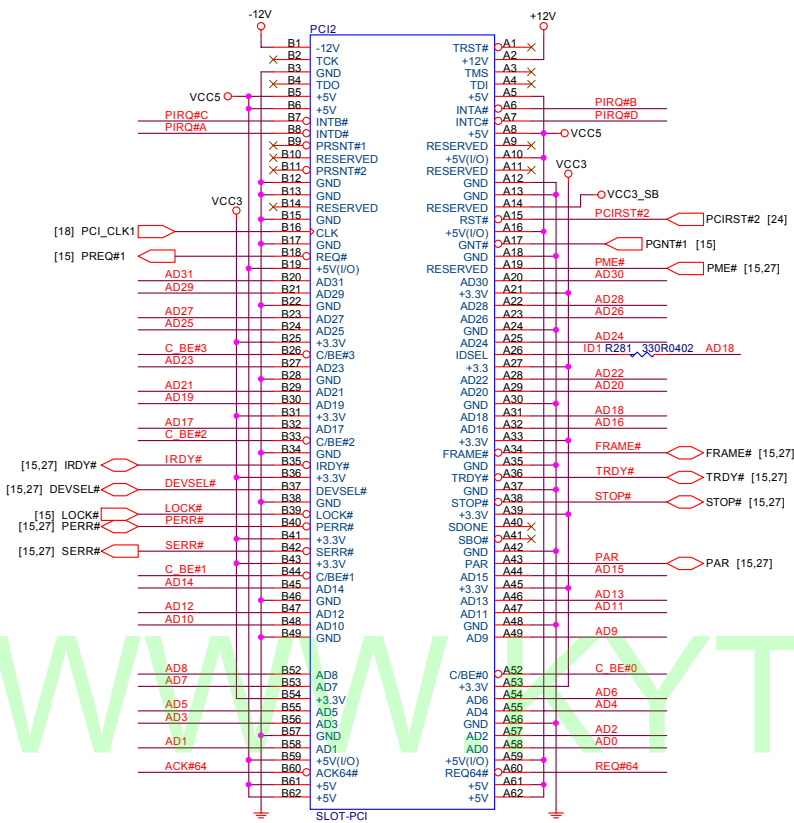 -12V +12V
PCI2
B1 -12V TRST# A1
B2 TCK +12V A2
B3 GND TMS A3
B4 TDO TDI A4
VCC5 B5 +5V +5V A5
B6 +5V INTA# A6 PIRQ#B
PIRQ#C B7 INTB# INTC# A7 PIRQ#D
PIRQ#A B8 INTD# +5V A8 VCC5
B9 PRSNT#1 RESERVED A9
B10 RESERVED +5V(I/O) A10
B11 PRSNT#2 RESERVED A11 VCC3
B12 GND GND A12
B13 GND GND A13
VCC3 B14 RESERVED RESERVED A14 VCC3_SB
B15 GND RST# A15 PCIRST#2 PCIRST#2 [24]
[18] PCI_CLK1 B16 CLK +5V(I/O) A16
B17 GND GNT# A17 PGNT#1 [15]
[15] PREQ#1 B18 REQ# GND A18
B19 +5V(I/O) RESERVED A19 PME# PME# [15,27]
AD31 B20 AD31 AD30 A20 AD30
AD29 B21 AD29 +3.3V A21
B22 GND AD28 A22 AD28
AD27 B23 AD27 AD26 A23 AD26
AD25 B24 AD25 GND A24
B25 +3.3V AD24 A25 AD24
C_BE#3 B26 C/BE#3 IDSEL A26 ID1 R281 330R0402 AD18
AD23 B27 AD23 +3.3 A27
B28 GND AD22 A28 AD22
AD21 B29 AD21 AD20 A29 AD20
AD19 B30 AD19 GND A30
B31 +3.3V AD18 A31 AD18
AD17 B32 AD17 AD16 A32 AD16
C_BE#2 B33 C/BE#2 +3.3V A33
B34 GND FRAME# A34 FRAME# FRAME# [15,27]
[15,27] IRDY# IRDY# B35 IRDY# GND A35
B36 +3.3V TRDY# A36 TRDY# TRDY# [15,27]
[15,27] DEVSEL# DEVSEL# B37 DEVSEL# GND A37
B38 GND STOP# A38 STOP# STOP# [15,27]
[15] LOCK# LOCK# B39 LOCK# +3.3V A39
[15,27] PERR# PERR# B40 PERR# SDONE A40
B41 +3.3V SBO# A41
[15,27] SERR# SERR# B42 SERR# GND A42
B43 +3.3V PAR A43 PAR PAR [15,27]
C_BE#1 B44 C/BE#1 AD15 A44 AD15
AD14 B45 AD14 +3.3V A45
B46 GND AD13 A46 AD13
AD12 B47 AD12 AD11 A47 AD11
AD10 B48 AD10 GND A48
B49 GND AD9 A49 AD9
AD8 B52 AD8 C/BE#0 A52 C_BE#0
AD7 B53 AD7 +3.3V A53
B54 +3.3V AD6 A54 AD6
AD5 B55 AD5 AD4 A55 AD4
AD3 B56 AD3 GND A56
B57 GND AD2 A57 AD2
AD1 B58 AD1 AD0 A58 AD0
B59 +5V(I/O) +5V(I/O) A59
ACK#64 B60 ACK64# REQ64# A60 REQ#64
B61 +5V +5V A61
B62 +5V +5V A62
SLOT-PCI
WWW.KYT